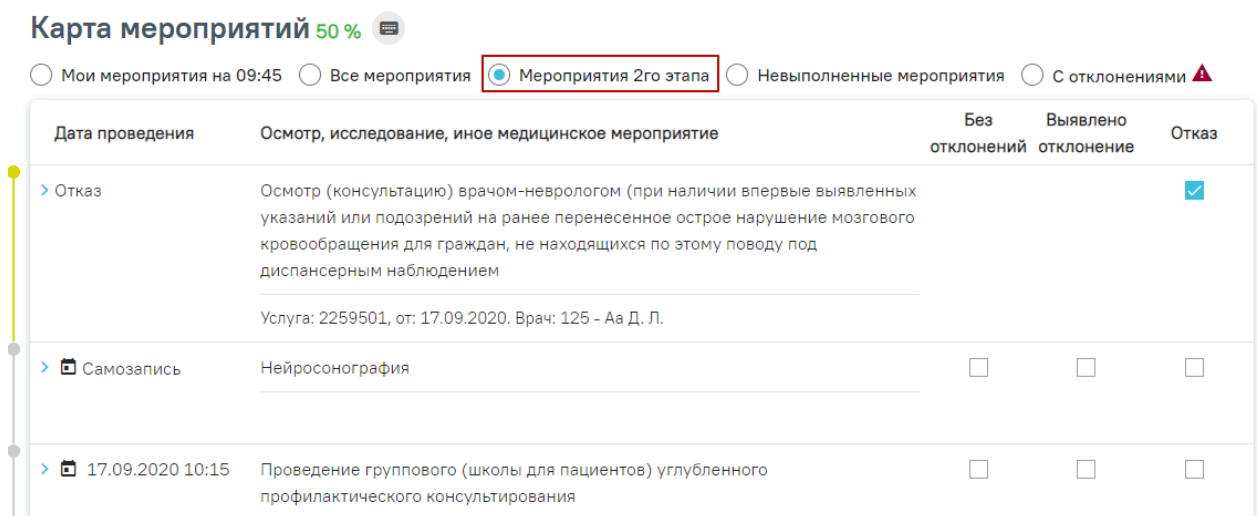 Карта мероприятий 50 %
Мои мероприятия на 09:45 Все мероприятия Мероприятия 2го этапа Невыполненные мероприятия С отклонениями
Дата проведения Осмотр, исследование, иное медицинское мероприятие Без отклонений Выявлено отклонение Отказ
Отказ Осмотр (консультацию) врачом-неврологом (при наличии впервые выявленных
указаний или подозрений на ранее перенесенное острое нарушение мозгового
кровообращения для граждан, не находящихся по этому поводу под
диспансерным наблюдением
Услуга: 2259501, от: 17.09.2020. Врач: 125 - Аа Д. Л.
Самозапись Нейросонография
17.09.2020 10:15 Проведение группового (школы для пациентов) углубленного
профилактического консультирования